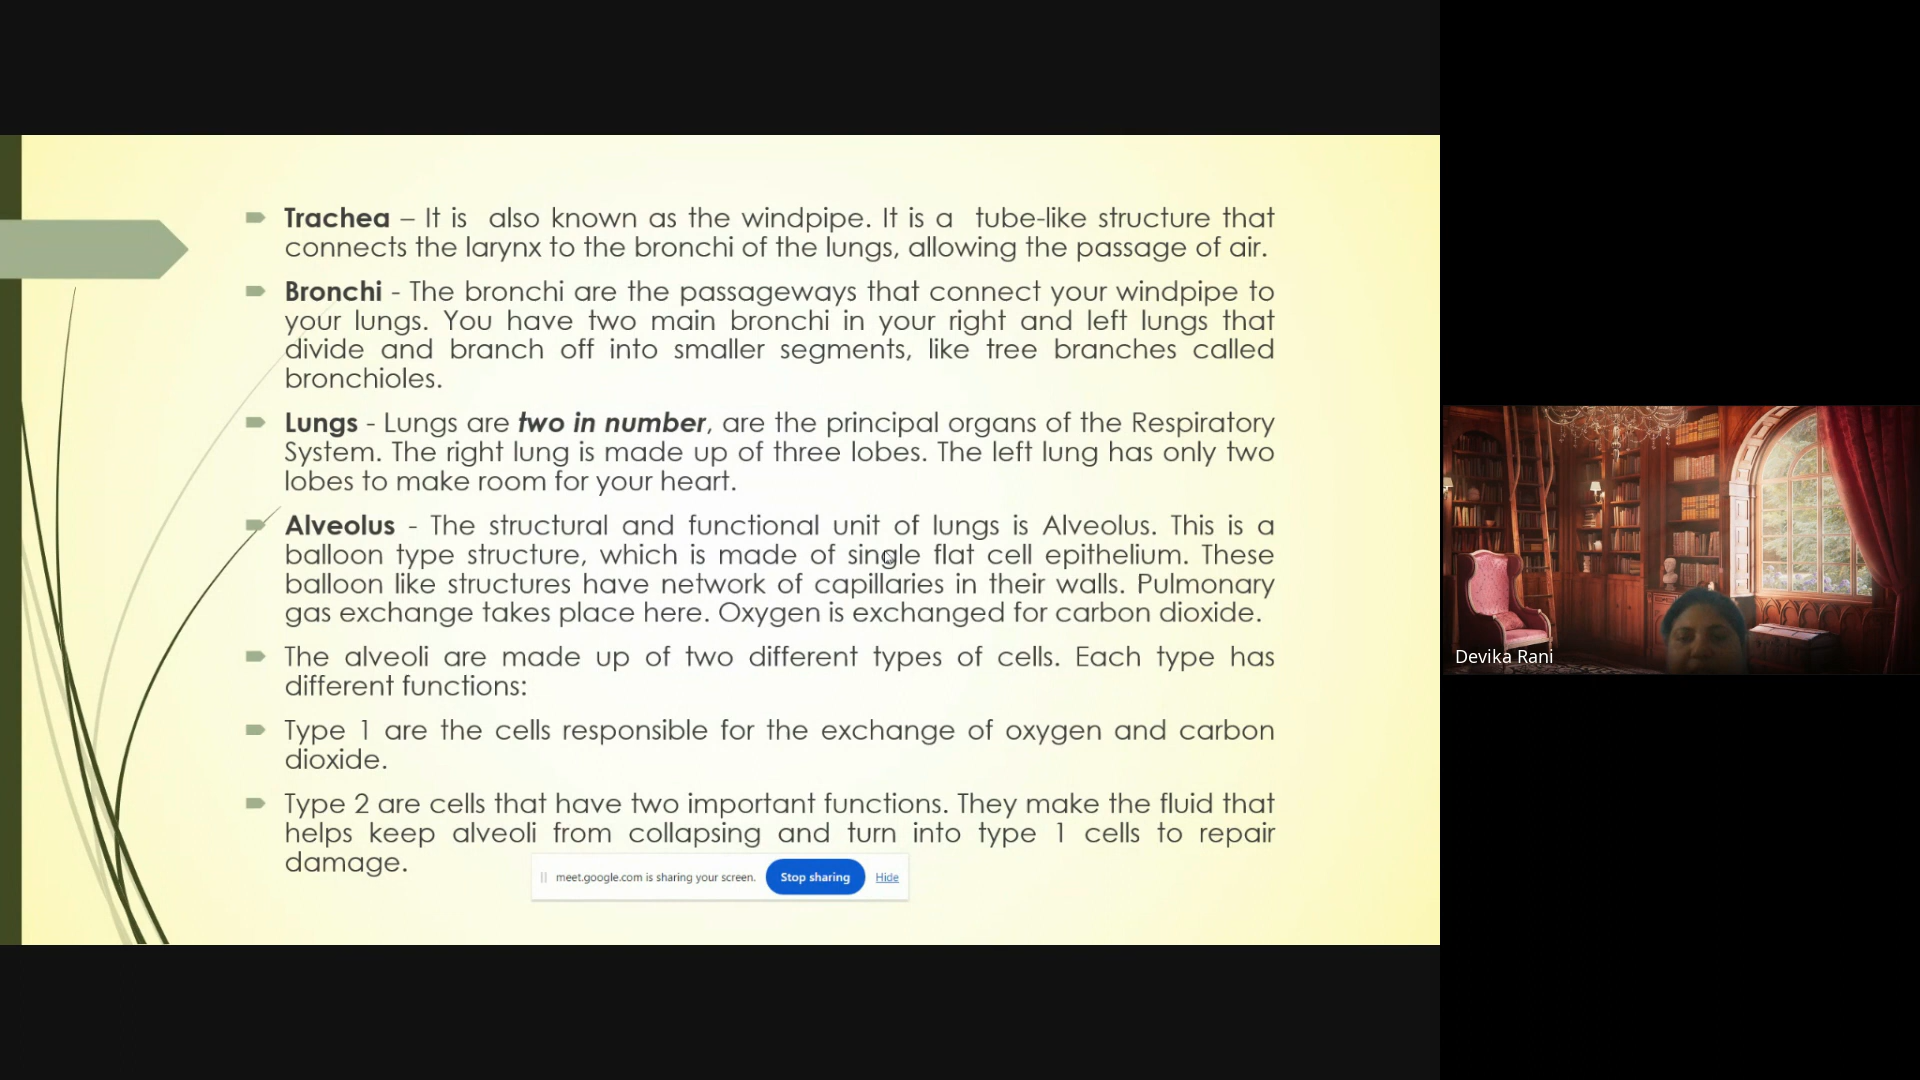 Trachea – It is also known as the windpipe. It is a tube-like structure that
connects the larynx to the bronchi of the lungs, allowing the passage of air.
Bronchi - The bronchi are the passageways that connect your windpipe to
your lungs. You have two main bronchi in your right and left lungs that
divide and branch off into smaller segments, like tree branches called
bronchioles.
Lungs - Lungs are two in number, are the principal organs of the Respiratory
System. The right lung is made up of three lobes. The left lung has only two
lobes to make room for your heart.
Alveolus - The structural and functional unit of lungs is Alveolus. This is a
balloon type structure, which is made of single flat cell epithelium. These
balloon like structures have network of capillaries in their walls. Pulmonary
gas exchange takes place here. Oxygen is exchanged for carbon dioxide.
The alveoli are made up of two different types of cells. Each type has
different functions:
Type 1 are the cells responsible for the exchange of oxygen and carbon
dioxide.
Type 2 are cells that have two important functions. They make the fluid that
helps keep alveoli from collapsing and turn into type 1 cells to repair
damage.
meet.google.com is sharing your screen. Stop sharing Hide
Devika Rani